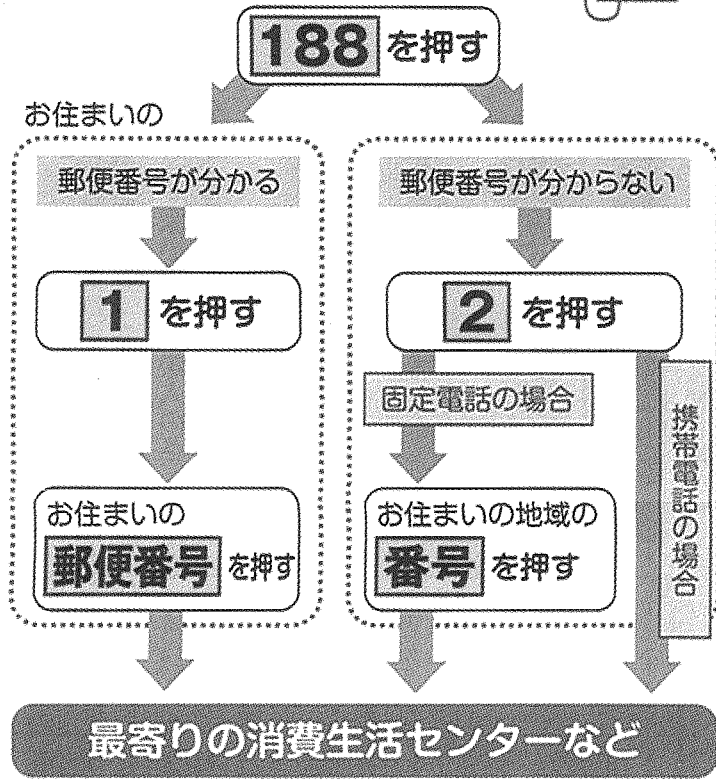 188 を押す
お住まいの
郵便番号が分かる
1 を押す
お住まいの
郵便番号 を押す
郵便番号が分からない
2 を押す
固定電話の場合
お住まいの地域の
番号 を押す
携帯電話の場合
最寄りの消費生活センターなど